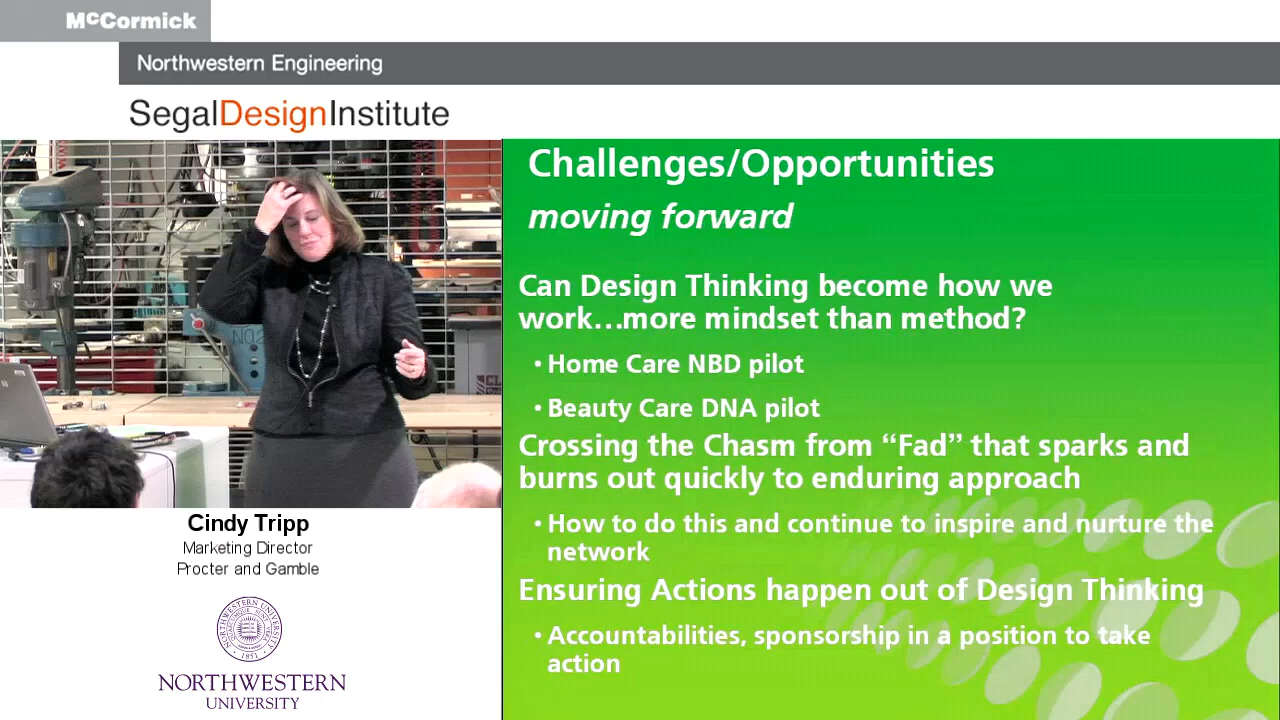 McCormick
Northwestern Engineering
SegalDesignInstitute
Challenges/Opportunities
moving forward
Can Design Thinking become how we
work…more mindset than method?
• Home Care NBD pilot
• Beauty Care DNA pilot
Crossing the Chasm from “Fad” that sparks and
burns out quickly to enduring approach
• How to do this and continue to inspire and nurture the
network
Ensuring Actions happen out of Design Thinking
• Accountabilities, sponsorship in a position to take
action
Cindy Tripp
Marketing Director
Procter and Gamble
1851
NORTHWESTERN
UNIVERSITY